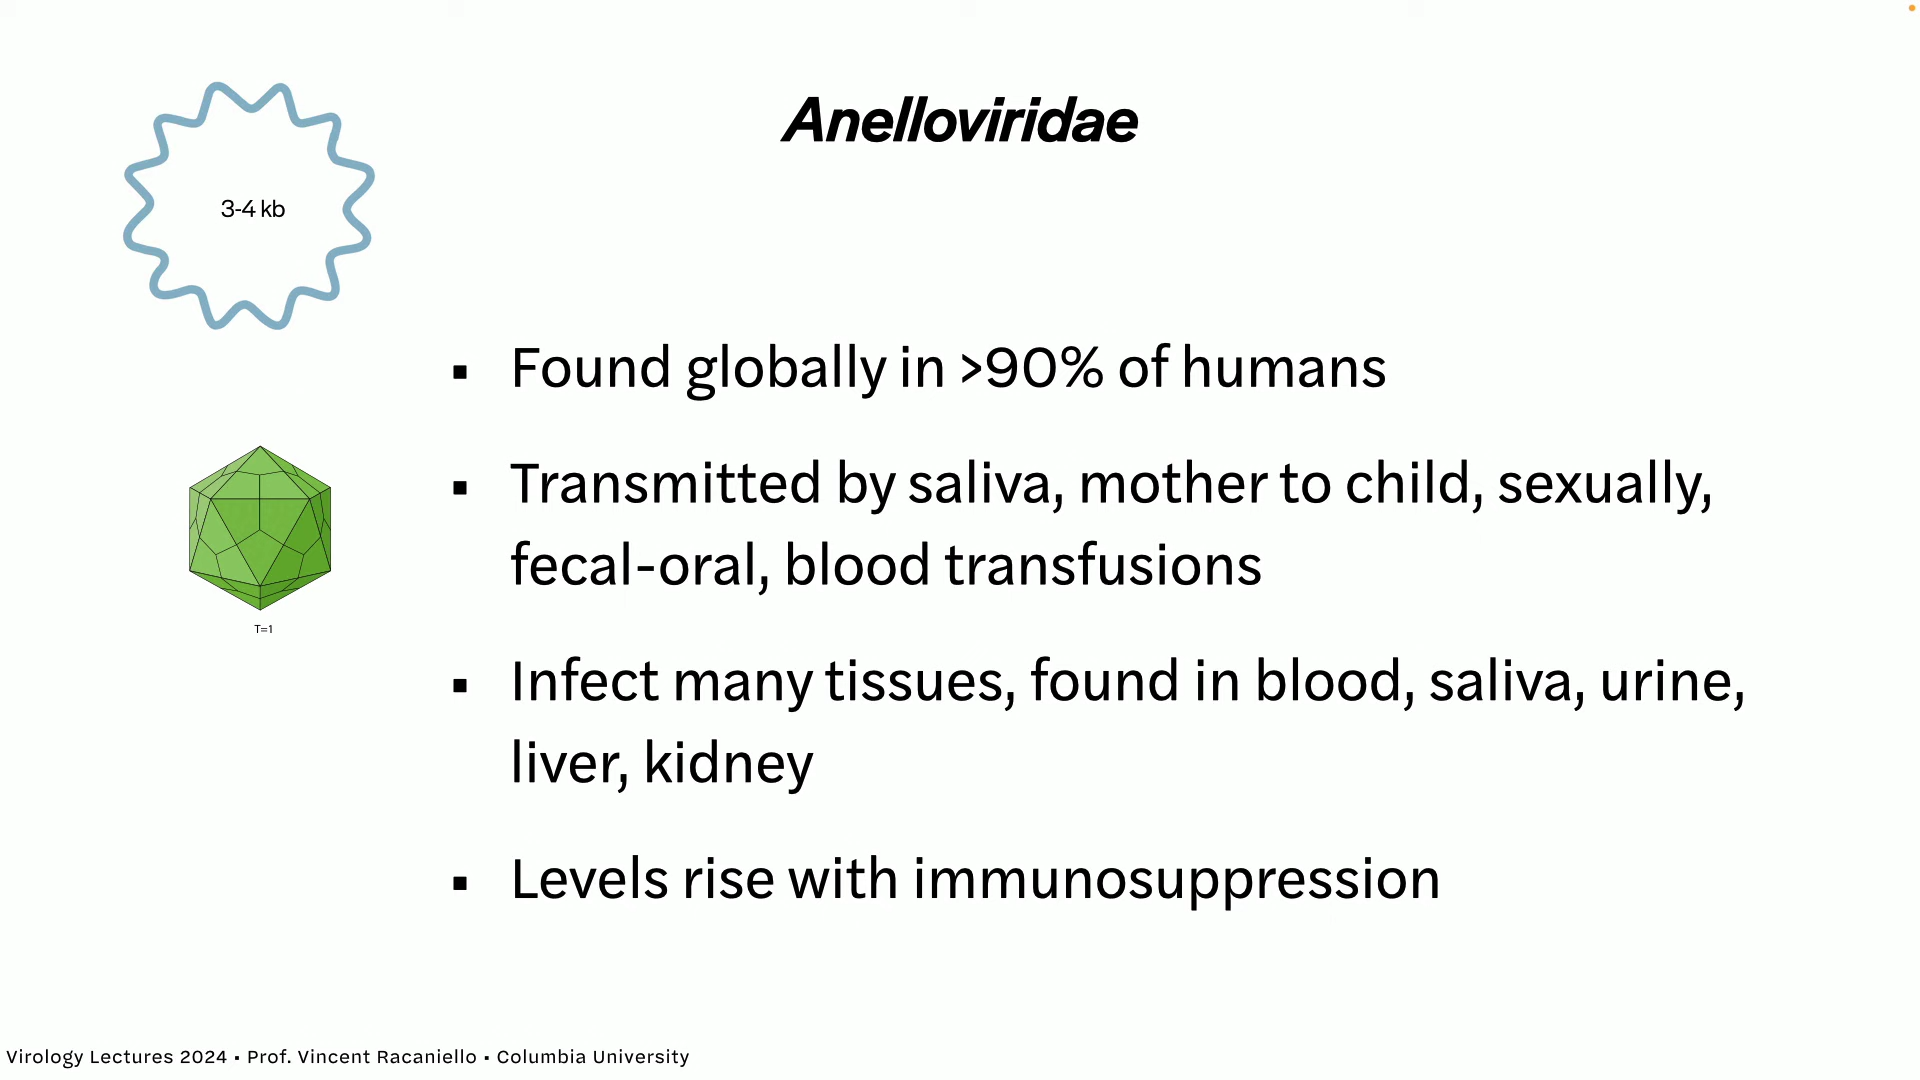 Anelloviridae
3-4 kb
▪ Found globally in >90% of humans
▪ Transmitted by saliva, mother to child, sexually,
fecal-oral, blood transfusions
T=1
▪ Infect many tissues, found in blood, saliva, urine,
liver, kidney
▪ Levels rise with immunosuppression
Virology Lectures 2024 ▪ Prof. Vincent Racaniello ▪ Columbia University